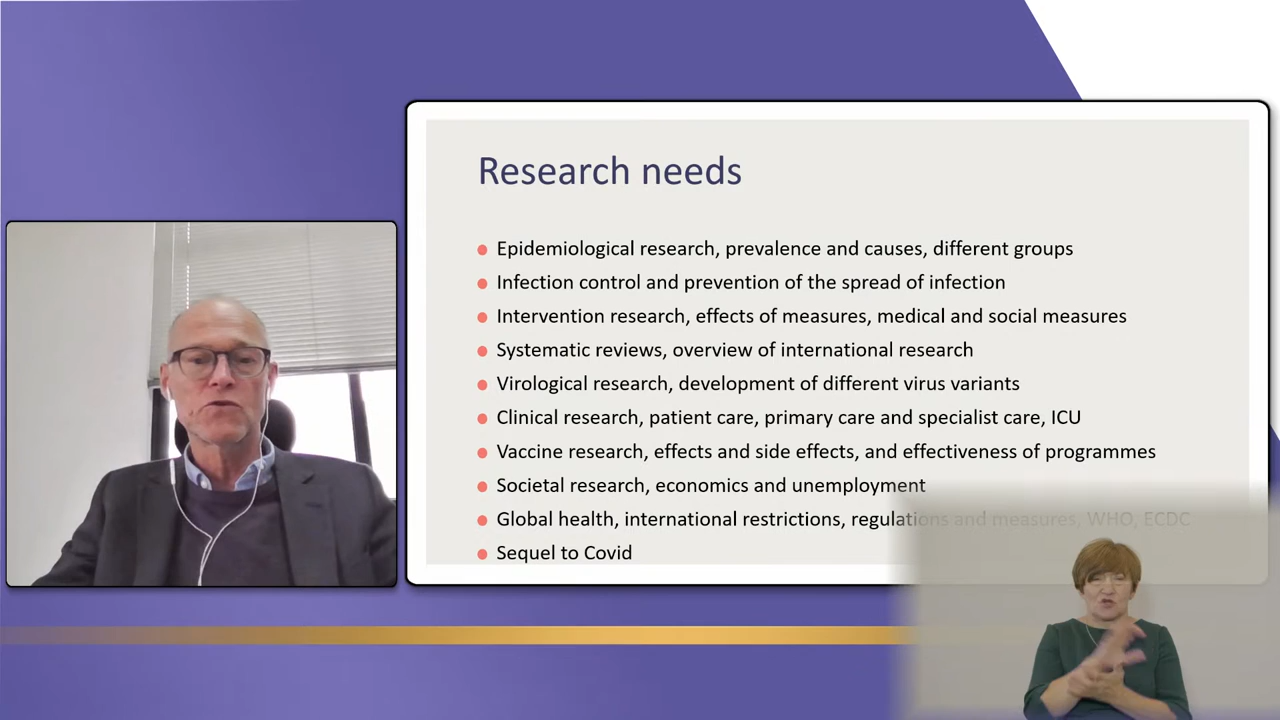 Research needs
Epidemiological research, prevalence and causes, different groups
Infection control and prevention of the spread of infection
Intervention research, effects of measures, medical and social measures
Systematic reviews, overview of international research
Virological research, development of different virus variants
Clinical research, patient care, primary care and specialist care, ICU
Vaccine research, effects and side effects, and effectiveness of programmes
Societal research, economics and unemployment
Global health, international restrictions, regulations and measures, WHO, ECDC
Sequel to Covid